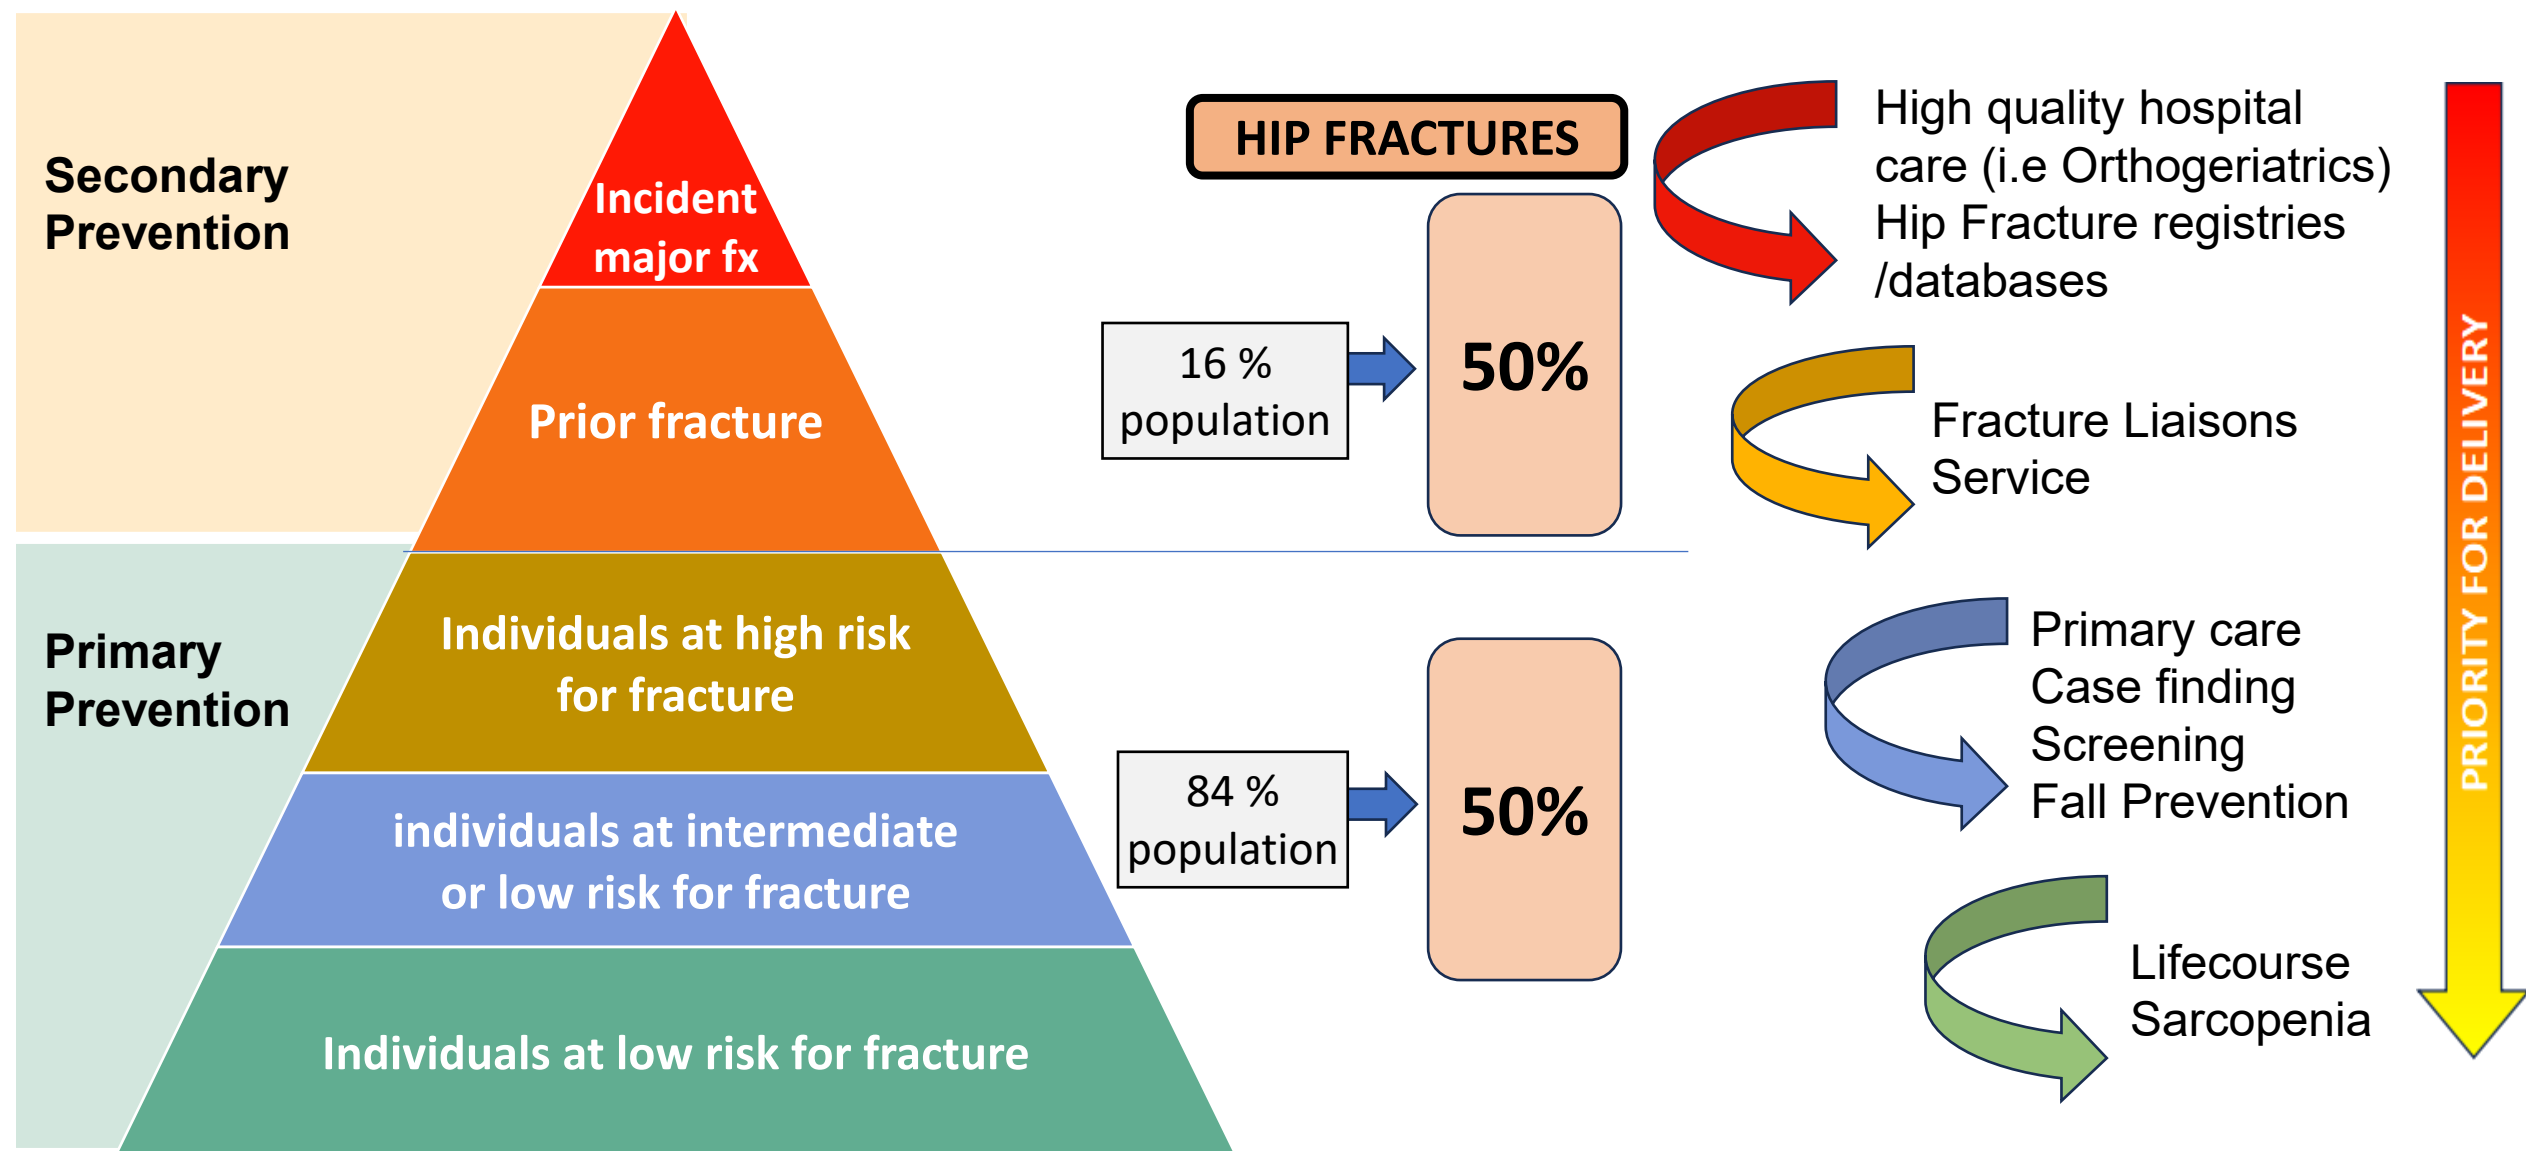 Secondary
Prevention
Incident
major fx
Prior fracture
Primary
Prevention
Individuals at high risk
for fracture
individuals at intermediate
or low risk for fracture
Individuals at low risk for fracture
HIP FRACTURES
16 %
population
50%
84 %
population
50%
High quality hospital
care (i.e Orthogeriatrics)
Hip Fracture registries
/databases
Fracture Liaisons
Service
Primary care
Case finding
Screening
Fall Prevention
Lifecourse
Sarcopenia
PRIORITY FOR DELIVERY